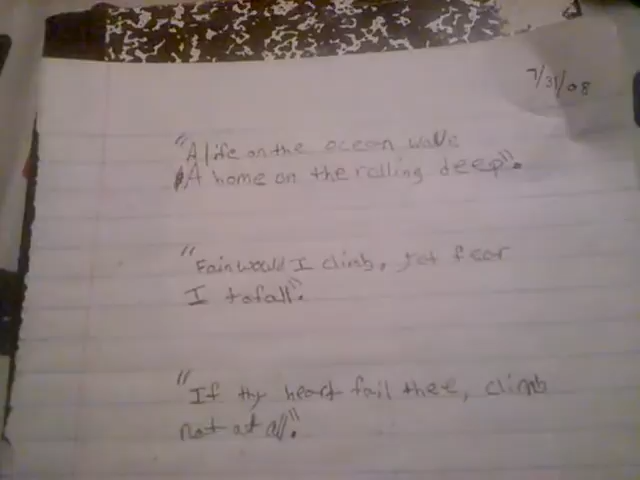 7/31/08
"A life on the ocean wave
A home on the rolling deep".
"Fain would I climb, yet fear
I to fall".
"If thy heart fail thee, climb
not at all".